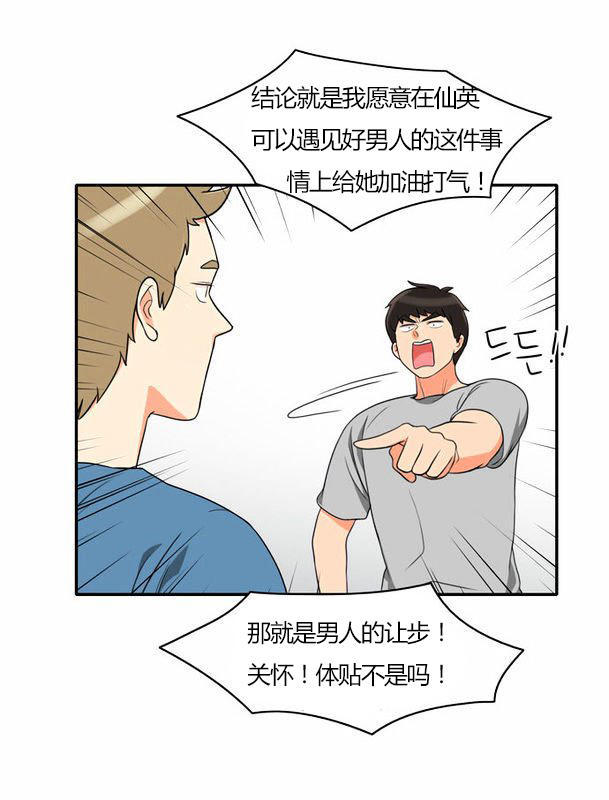 结论就是我愿意在仙英
可以遇见好男人的这件事
情上给她加油打气！
드드든!!
那就是男人的让步！
关怀！体贴不是吗！